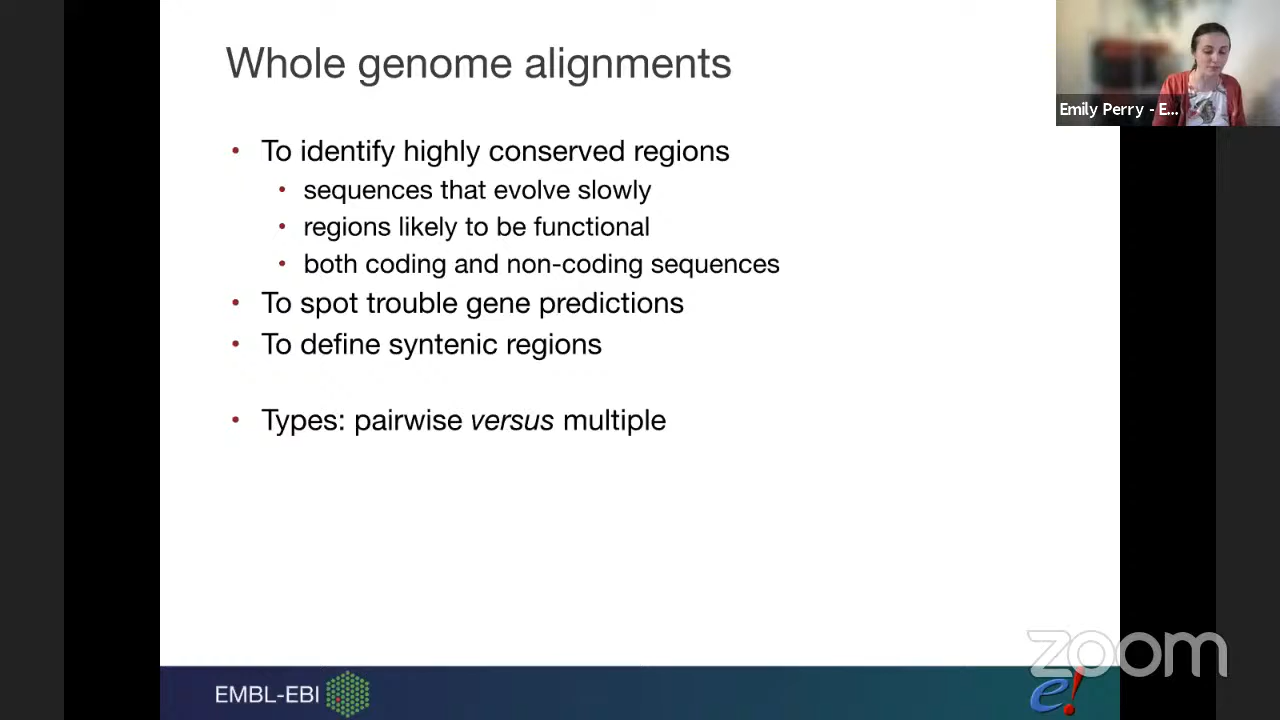 Whole genome alignments
Emily Perry - E...
• To identify highly conserved regions
• sequences that evolve slowly
• regions likely to be functional
• both coding and non-coding sequences
• To spot trouble gene predictions
• To define syntenic regions
• Types: pairwise versus multiple
zoom
EMBL-EBI
e!